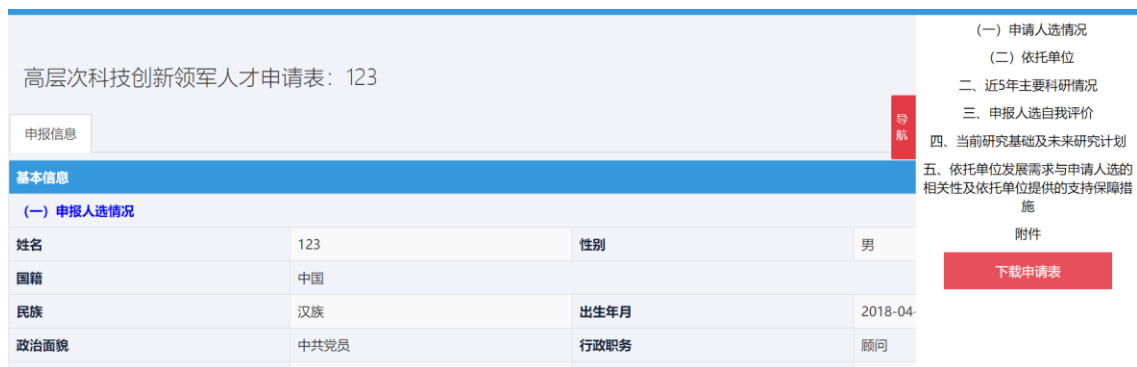 高层次科技创新领军人才申请表：123
申报信息
基本信息
（一）申报人选情况
姓名 123 性别 男
国籍 中国
民族 汉族 出生年月 2018-04-
政治面貌 中共党员 行政职务 顾问
导
航
（一）申请人选情况
（二）依托单位
二、近5年主要科研情况
三、申报人选自我评价
四、当前研究基础及未来研究计划
五、依托单位发展需求与申请人选的
相关性及依托单位提供的支持保障措
施
附件
下载申请表